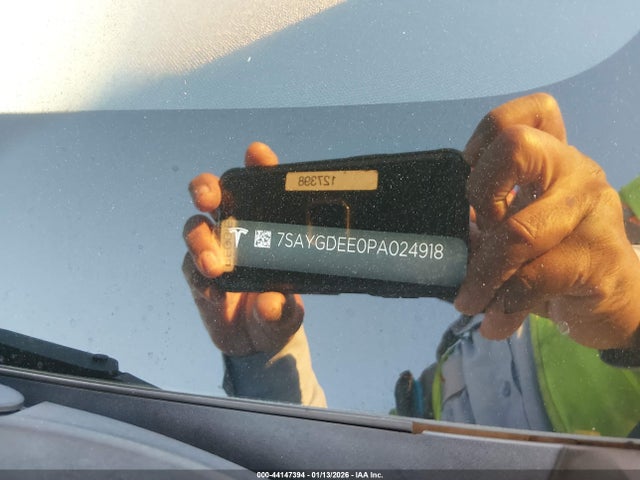 127398
7SAYGDEE0PA024918
000-44147394 | 01/13/2026 | IAA Inc.